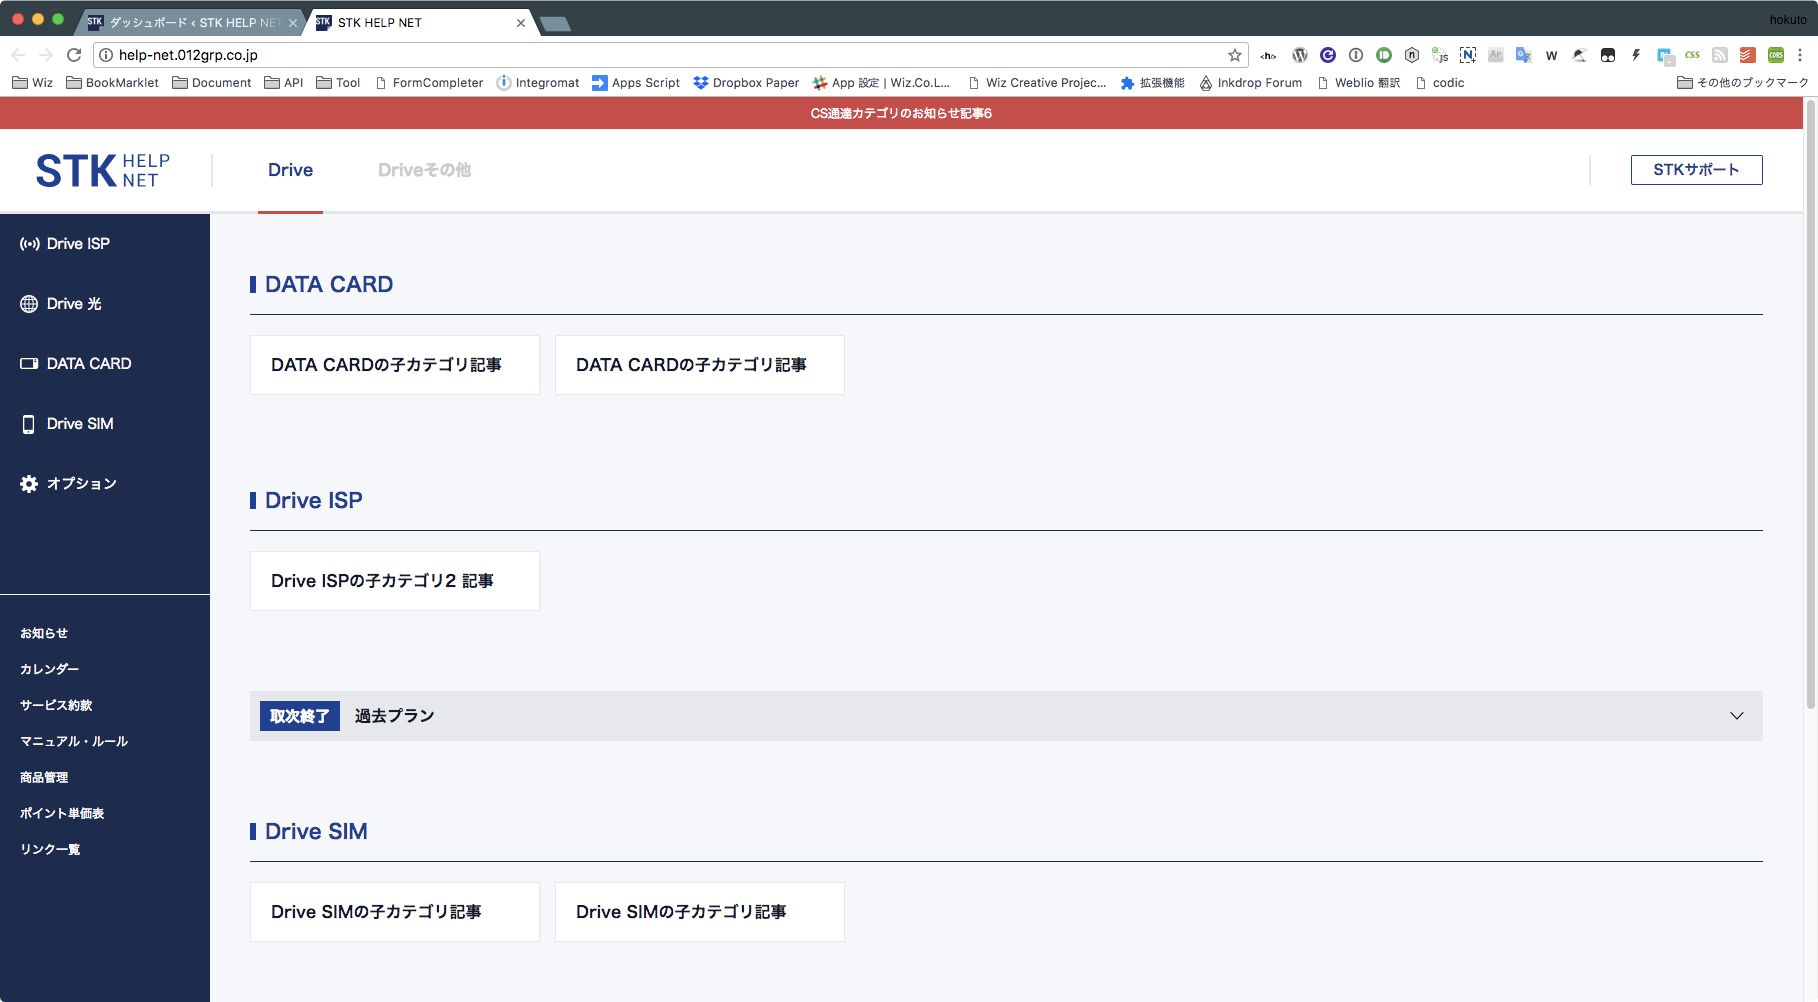 hokuto
ダッシュボード ‹ STK HELP NET
STK HELP NET
help-net.012grp.co.jp
Wiz BookMarklet Document API Tool FormCompleter Integromat Apps Script Dropbox Paper App 設定 | Wiz.Co.L... Wiz Creative Projec... 拡張機能 Inkdrop Forum Weblio 翻訳 codic その他のブックマーク
CS通達カテゴリのお知らせ記事6
STK HELP NET
Drive
Driveその他
STKサポート
Drive ISP
Drive 光
DATA CARD
Drive SIM
オプション
お知らせ
カレンダー
サービス約款
マニュアル・ルール
商品管理
ポイント単価表
リンク一覧
DATA CARD
DATA CARDの子カテゴリ記事
DATA CARDの子カテゴリ記事
Drive ISP
Drive ISPの子カテゴリ2 記事
取次終了 過去プラン
Drive SIM
Drive SIMの子カテゴリ記事
Drive SIMの子カテゴリ記事